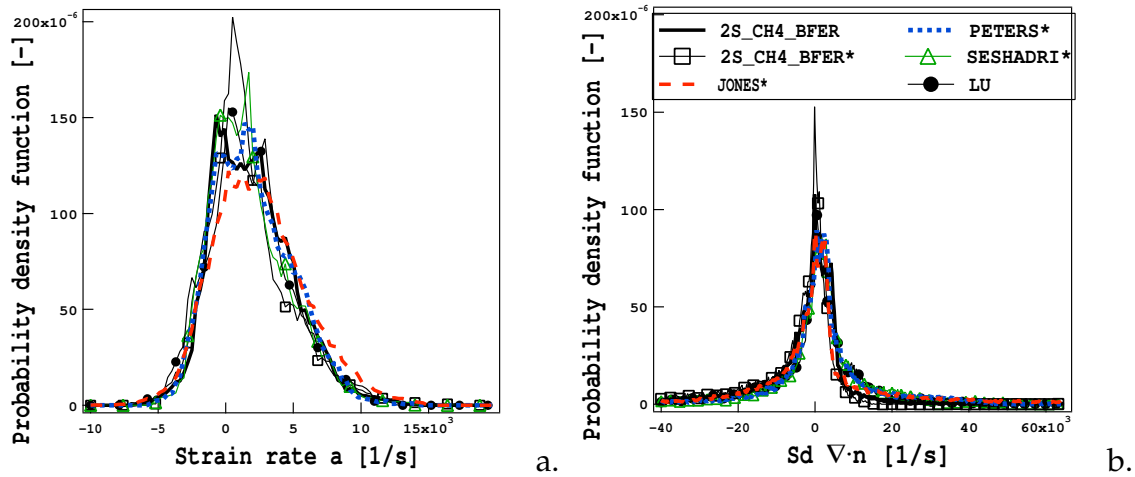 200x10-6
150
100
50
0
Probability density function [-]
-10
-5
0
5
10
15x10³
Strain rate a [1/s]
a.
200x10-6
150
100
50
0
Probability density function [-]
2S_CH4_BFER
2S_CH4_BFER*
JONES*
PETERS*
SESHADRI*
LU
-40
-20
0
20
40
60x10³
Sd ∇·n [1/s]
b.